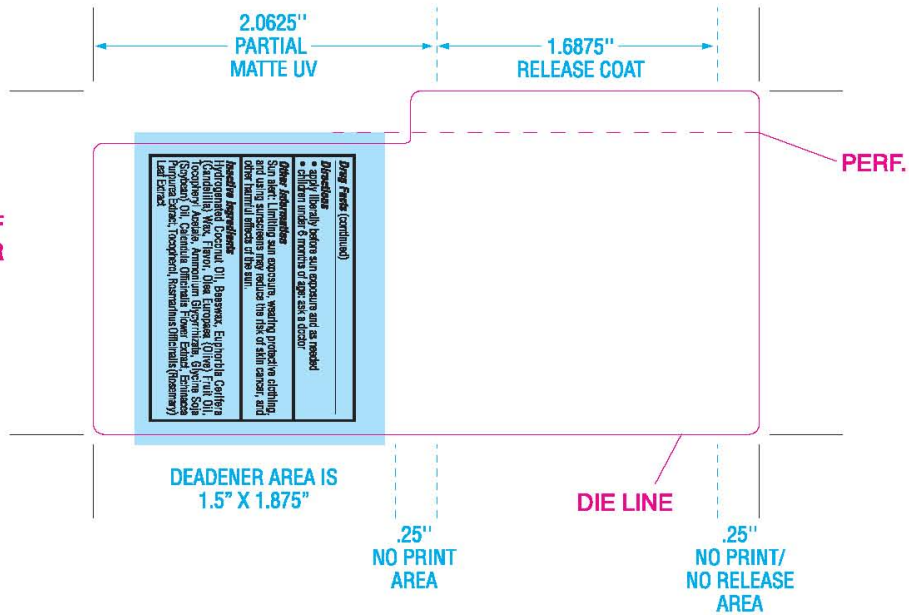 2.0625"
PARTIAL
MATTE UV
1.6875"
RELEASE COAT
PERF.
Drug Facts (continued)
Directions
• apply liberally before sun exposure and as needed
• children under 6 months of age: ask a doctor
Other Information
Sun alert: Limiting sun exposure, wearing protective clothing,
and using sunscreens may reduce the risk of skin cancer, and
other harmful effects of the sun.
Inactive Ingredients
Hydrogenated Coconut Oil, Beeswax, Euphorbia Cerifera
(Candelilla) Wax, Flavor, Olea Europaea (Olive) Fruit Oil,
Tocopheryl Acetate, Ammonium Glycyrrhizate, Glycine Soja
(Soybean) Oil, Calendula Officinalis Flower Extract, Echinacea
Purpurea Extract, Tocopherol, Rosmarinus Officinalis (Rosemary)
Leaf Extract
DEADENER AREA IS
1.5" X 1.875"
DIE LINE
.25"
NO PRINT
AREA
.25"
NO PRINT/
NO RELEASE
AREA